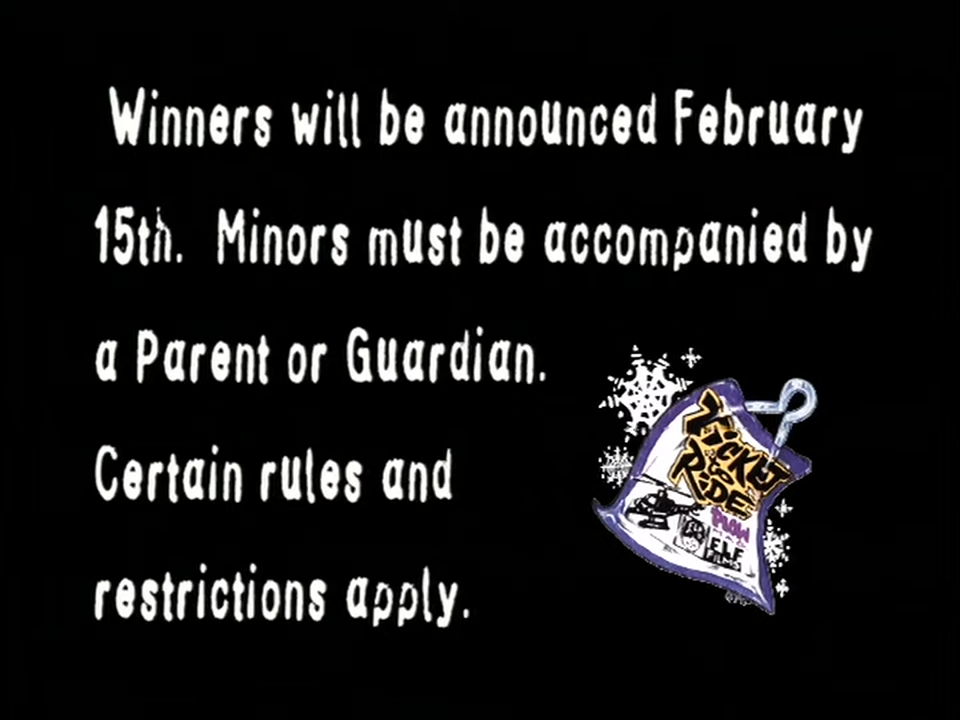 Winners will be announced February
15th. Minors must be accompanied by
a Parent or Guardian.
Certain rules and
restrictions apply.
Ticket
to
Ride
ELF